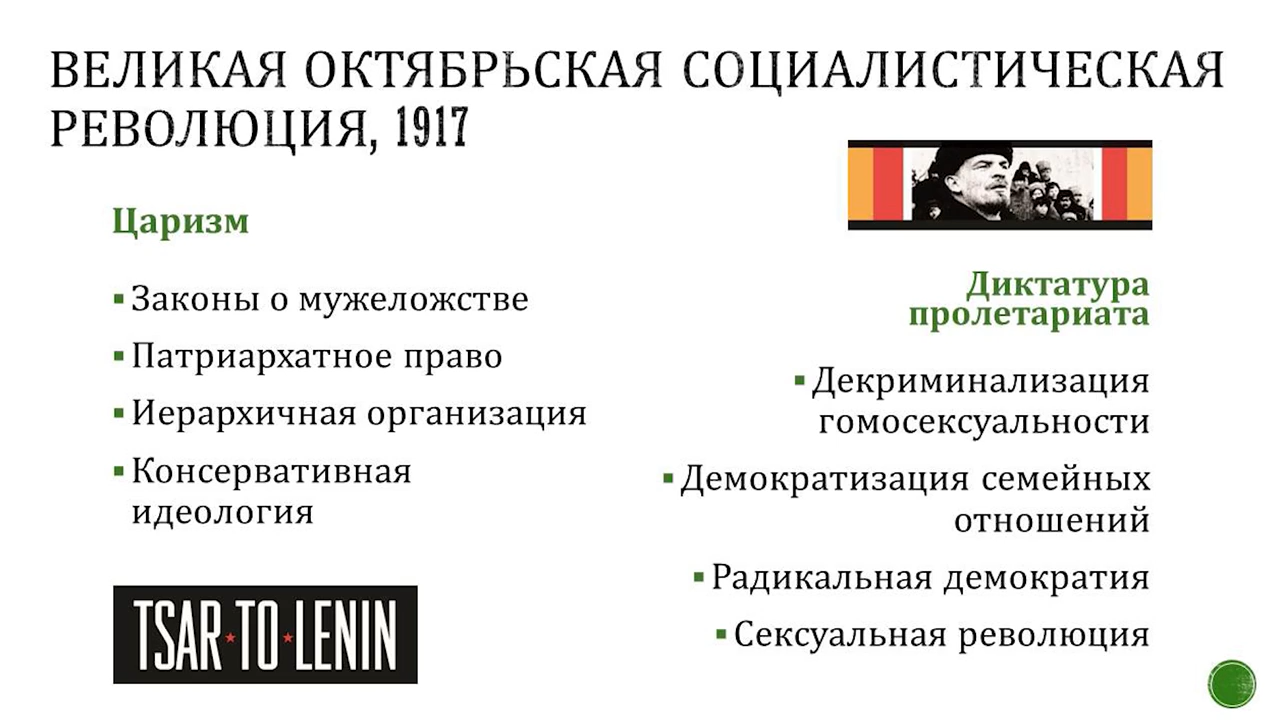 ВЕЛИКАЯ ОКТЯБРЬСКАЯ СОЦИАЛИСТИЧЕСКАЯ
РЕВОЛЮЦИЯ, 1917
Царизм
▪ Законы о мужеложстве
▪ Патриархатное право
▪ Иерархичная организация
▪ Консервативная
идеология
TSAR★TO★LENIN
Диктатура
пролетариата
▪ Декриминализация
гомосексуальности
▪ Демократизация семейных
отношений
▪ Радикальная демократия
▪ Сексуальная революция